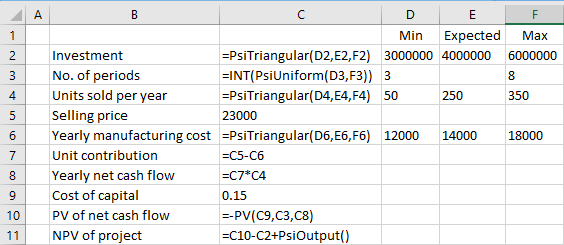 A B C D E F
1 Min Expected Max
2 Investment =PsiTriangular(D2,E2,F2) 3000000 4000000 6000000
3 No. of periods =INT(PsiUniform(D3,F3)) 3 8
4 Units sold per year =PsiTriangular(D4,E4,F4) 50 250 350
5 Selling price 23000
6 Yearly manufacturing cost =PsiTriangular(D6,E6,F6) 12000 14000 18000
7 Unit contribution =C5-C6
8 Yearly net cash flow =C7*C4
9 Cost of capital 0.15
10 PV of net cash flow =-PV(C9,C3,C8)
11 NPV of project =C10-C2+PsiOutput()